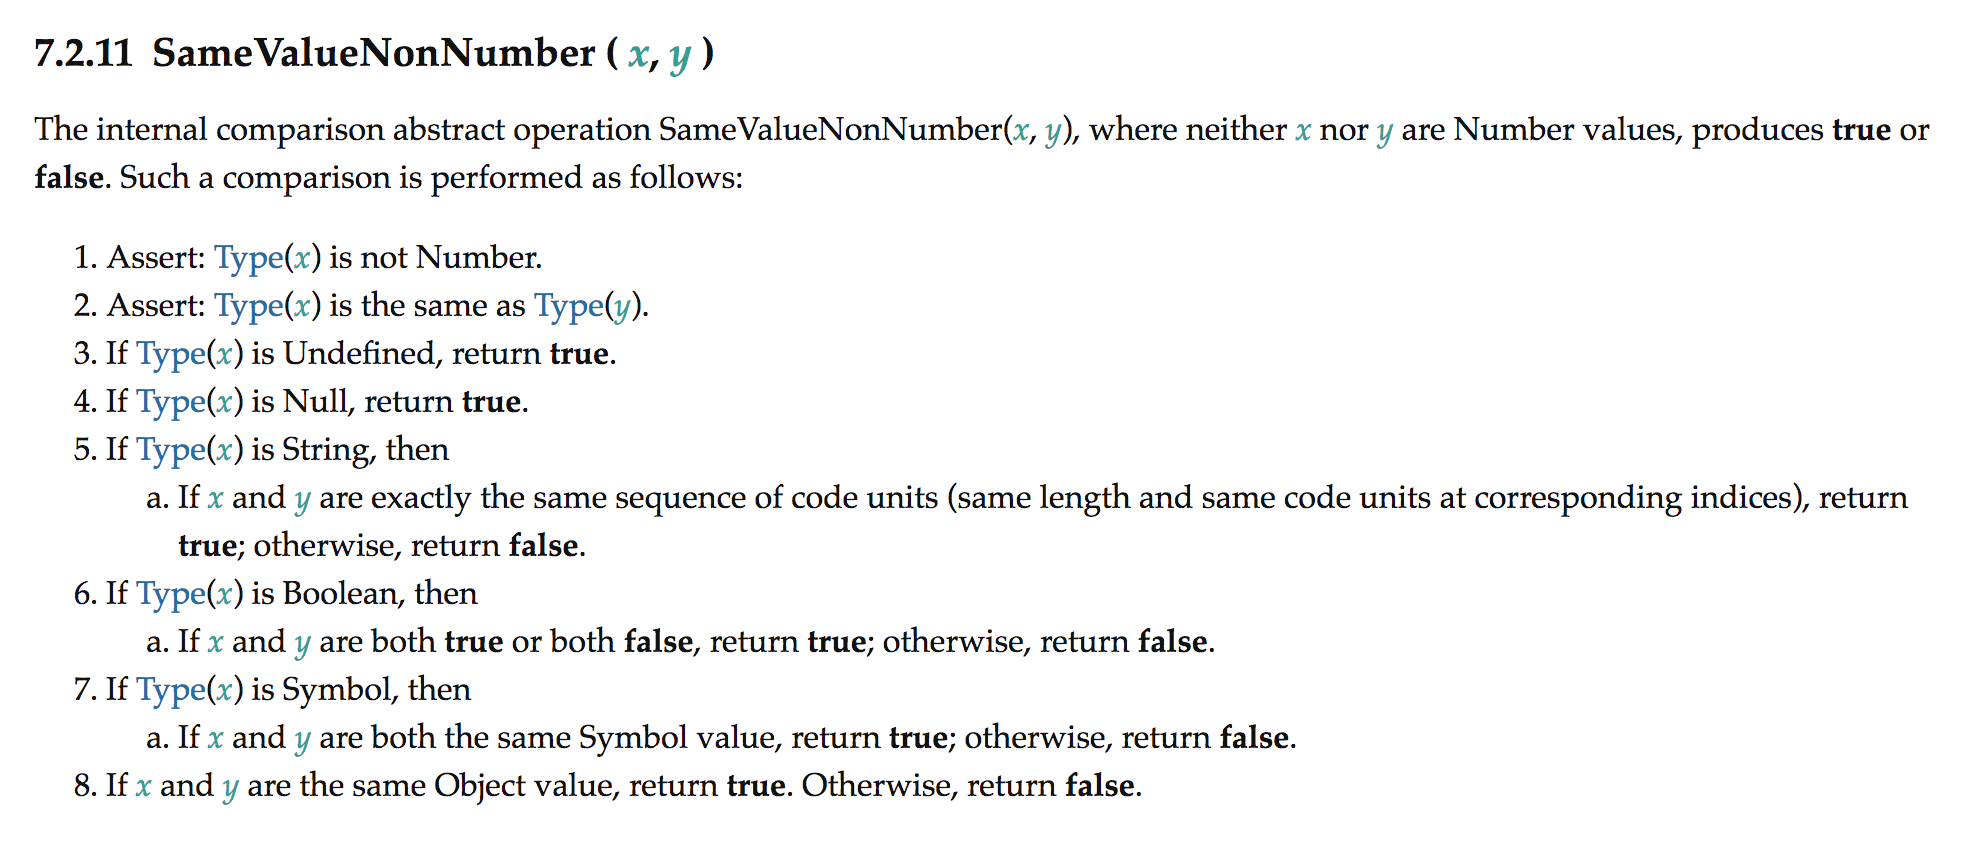 7.2.11 SameValueNonNumber ( x, y )
The internal comparison abstract operation SameValueNonNumber(x, y), where neither x nor y are Number values, produces true or
false. Such a comparison is performed as follows:
1. Assert: Type(x) is not Number.
2. Assert: Type(x) is the same as Type(y).
3. If Type(x) is Undefined, return true.
4. If Type(x) is Null, return true.
5. If Type(x) is String, then
a. If x and y are exactly the same sequence of code units (same length and same code units at corresponding indices), return
true; otherwise, return false.
6. If Type(x) is Boolean, then
a. If x and y are both true or both false, return true; otherwise, return false.
7. If Type(x) is Symbol, then
a. If x and y are both the same Symbol value, return true; otherwise, return false.
8. If x and y are the same Object value, return true. Otherwise, return false.